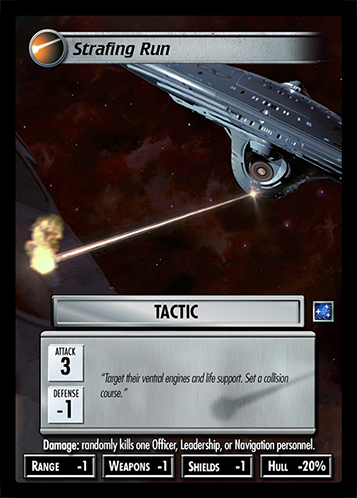 Strafing Run
TACTIC
ATTACK
3
DEFENSE
-1
"Target their ventral engines and life support. Set a collision
course."
Damage: randomly kills one Officer, Leadership, or Navigation personnel.
RANGE -1 WEAPONS -1 SHIELDS -1 HULL -20%